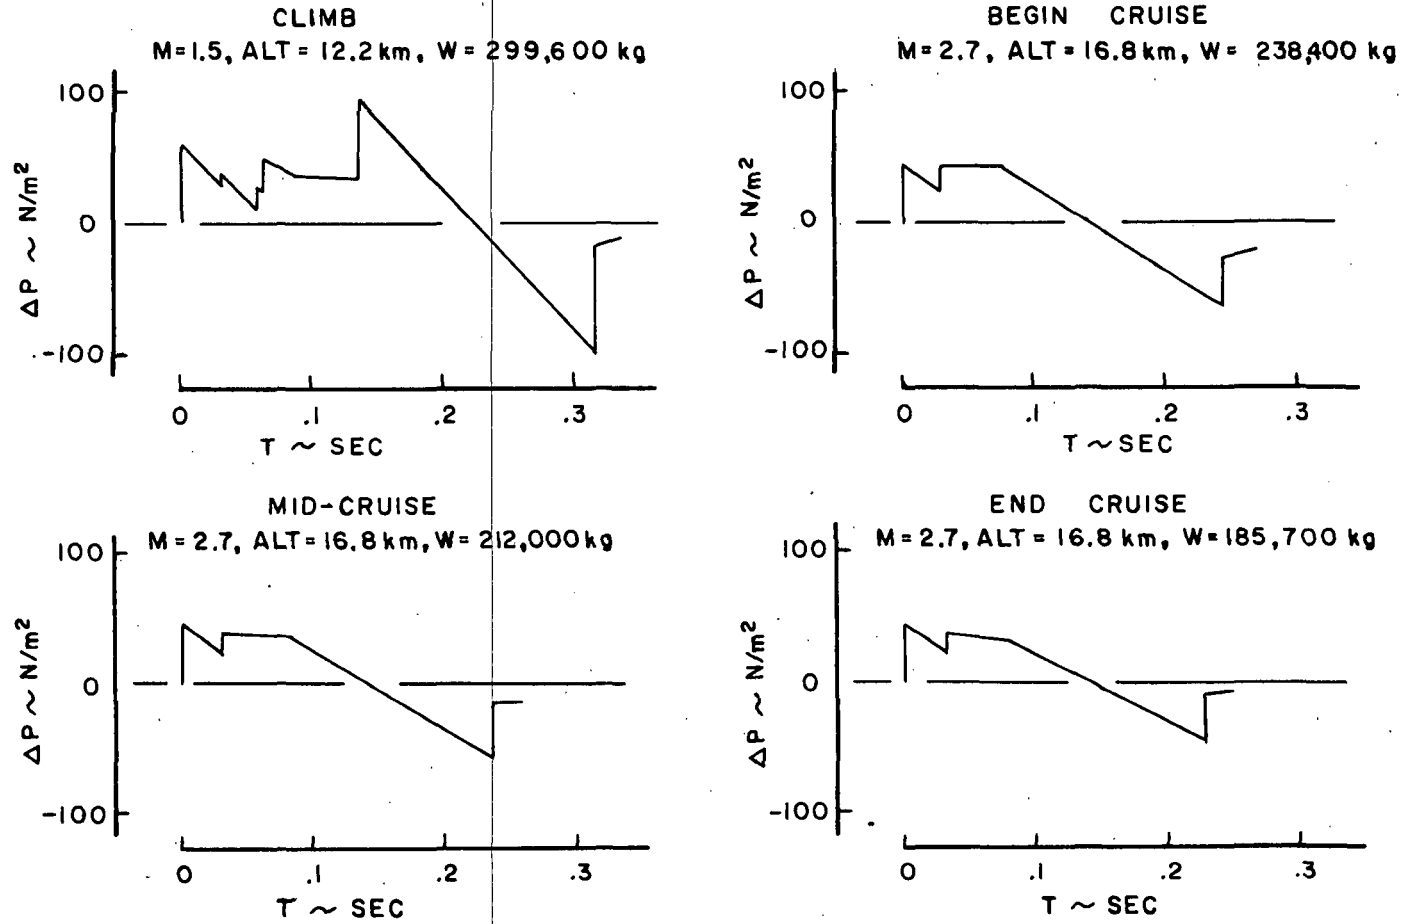 CLIMB
M=1.5, ALT = 12.2 km, W = 299,600 kg
100
0
-100
ΔP ~ N/m²
0 .1 .2 .3
T ~ SEC
BEGIN CRUISE
M=2.7, ALT=16.8 km, W= 238,400 kg
100
0
-100
ΔP ~ N/m²
0 .1 .2 .3
T ~ SEC
MID-CRUISE
M=2.7, ALT=16.8 km, W=212,000 kg
100
0
-100
ΔP ~ N/m²
0 .1 .2 .3
T ~ SEC
END CRUISE
M=2.7, ALT=16.8 km, W=185,700 kg
100
0
-100
ΔP ~ N/m²
0 .1 .2 .3
T ~ SEC